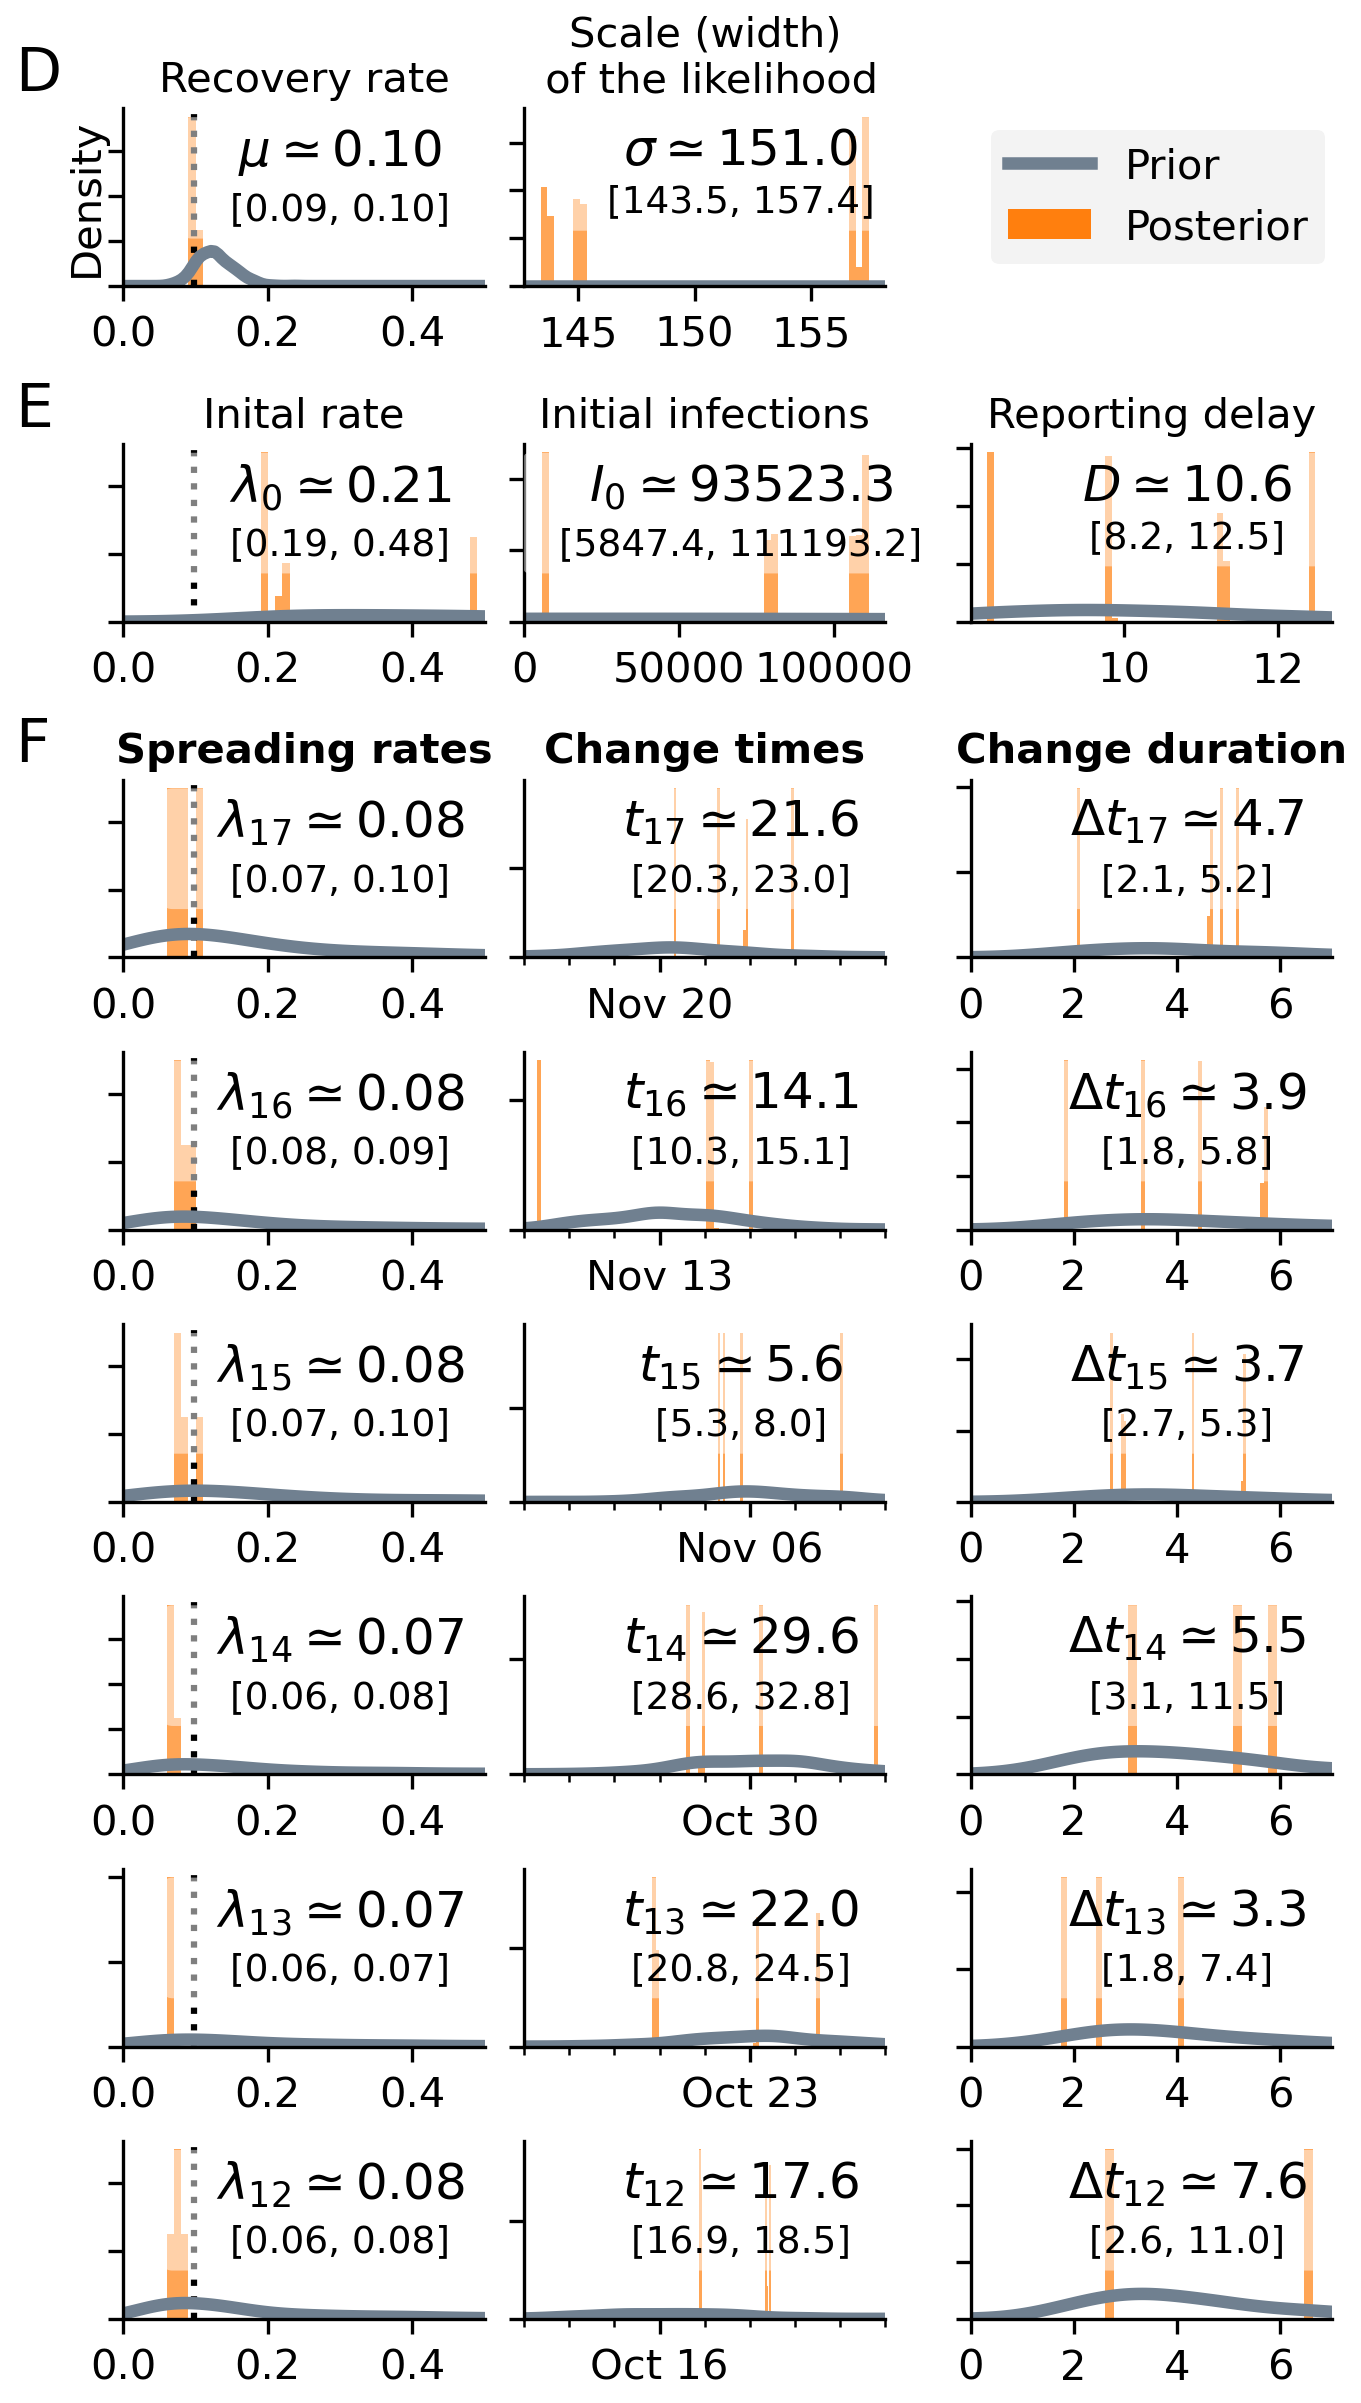 D
Recovery rate
Scale (width)
of the likelihood
Density
μ ≃ 0.10
[0.09, 0.10]
0.0 0.2 0.4
σ ≃ 151.0
[143.5, 157.4]
145 150 155
Prior
Posterior
E
Inital rate
λ0 ≃ 0.21
[0.19, 0.48]
0.0 0.2 0.4
Initial infections
I0 ≃ 93523.3
[5847.4, 111193.2]
0 50000 100000
Reporting delay
D ≃ 10.6
[8.2, 12.5]
10 12
F
Spreading rates
Change times
Change duration
λ17 ≃ 0.08
[0.07, 0.10]
0.0 0.2 0.4
t17 ≃ 21.6
[20.3, 23.0]
Nov 20
Δt17 ≃ 4.7
[2.1, 5.2]
0 2 4 6
λ16 ≃ 0.08
[0.08, 0.09]
0.0 0.2 0.4
t16 ≃ 14.1
[10.3, 15.1]
Nov 13
Δt16 ≃ 3.9
[1.8, 5.8]
0 2 4 6
λ15 ≃ 0.08
[0.07, 0.10]
0.0 0.2 0.4
t15 ≃ 5.6
[5.3, 8.0]
Nov 06
Δt15 ≃ 3.7
[2.7, 5.3]
0 2 4 6
λ14 ≃ 0.07
[0.06, 0.08]
0.0 0.2 0.4
t14 ≃ 29.6
[28.6, 32.8]
Oct 30
Δt14 ≃ 5.5
[3.1, 11.5]
0 2 4 6
λ13 ≃ 0.07
[0.06, 0.07]
0.0 0.2 0.4
t13 ≃ 22.0
[20.8, 24.5]
Oct 23
Δt13 ≃ 3.3
[1.8, 7.4]
0 2 4 6
λ12 ≃ 0.08
[0.06, 0.08]
0.0 0.2 0.4
t12 ≃ 17.6
[16.9, 18.5]
Oct 16
Δt12 ≃ 7.6
[2.6, 11.0]
0 2 4 6